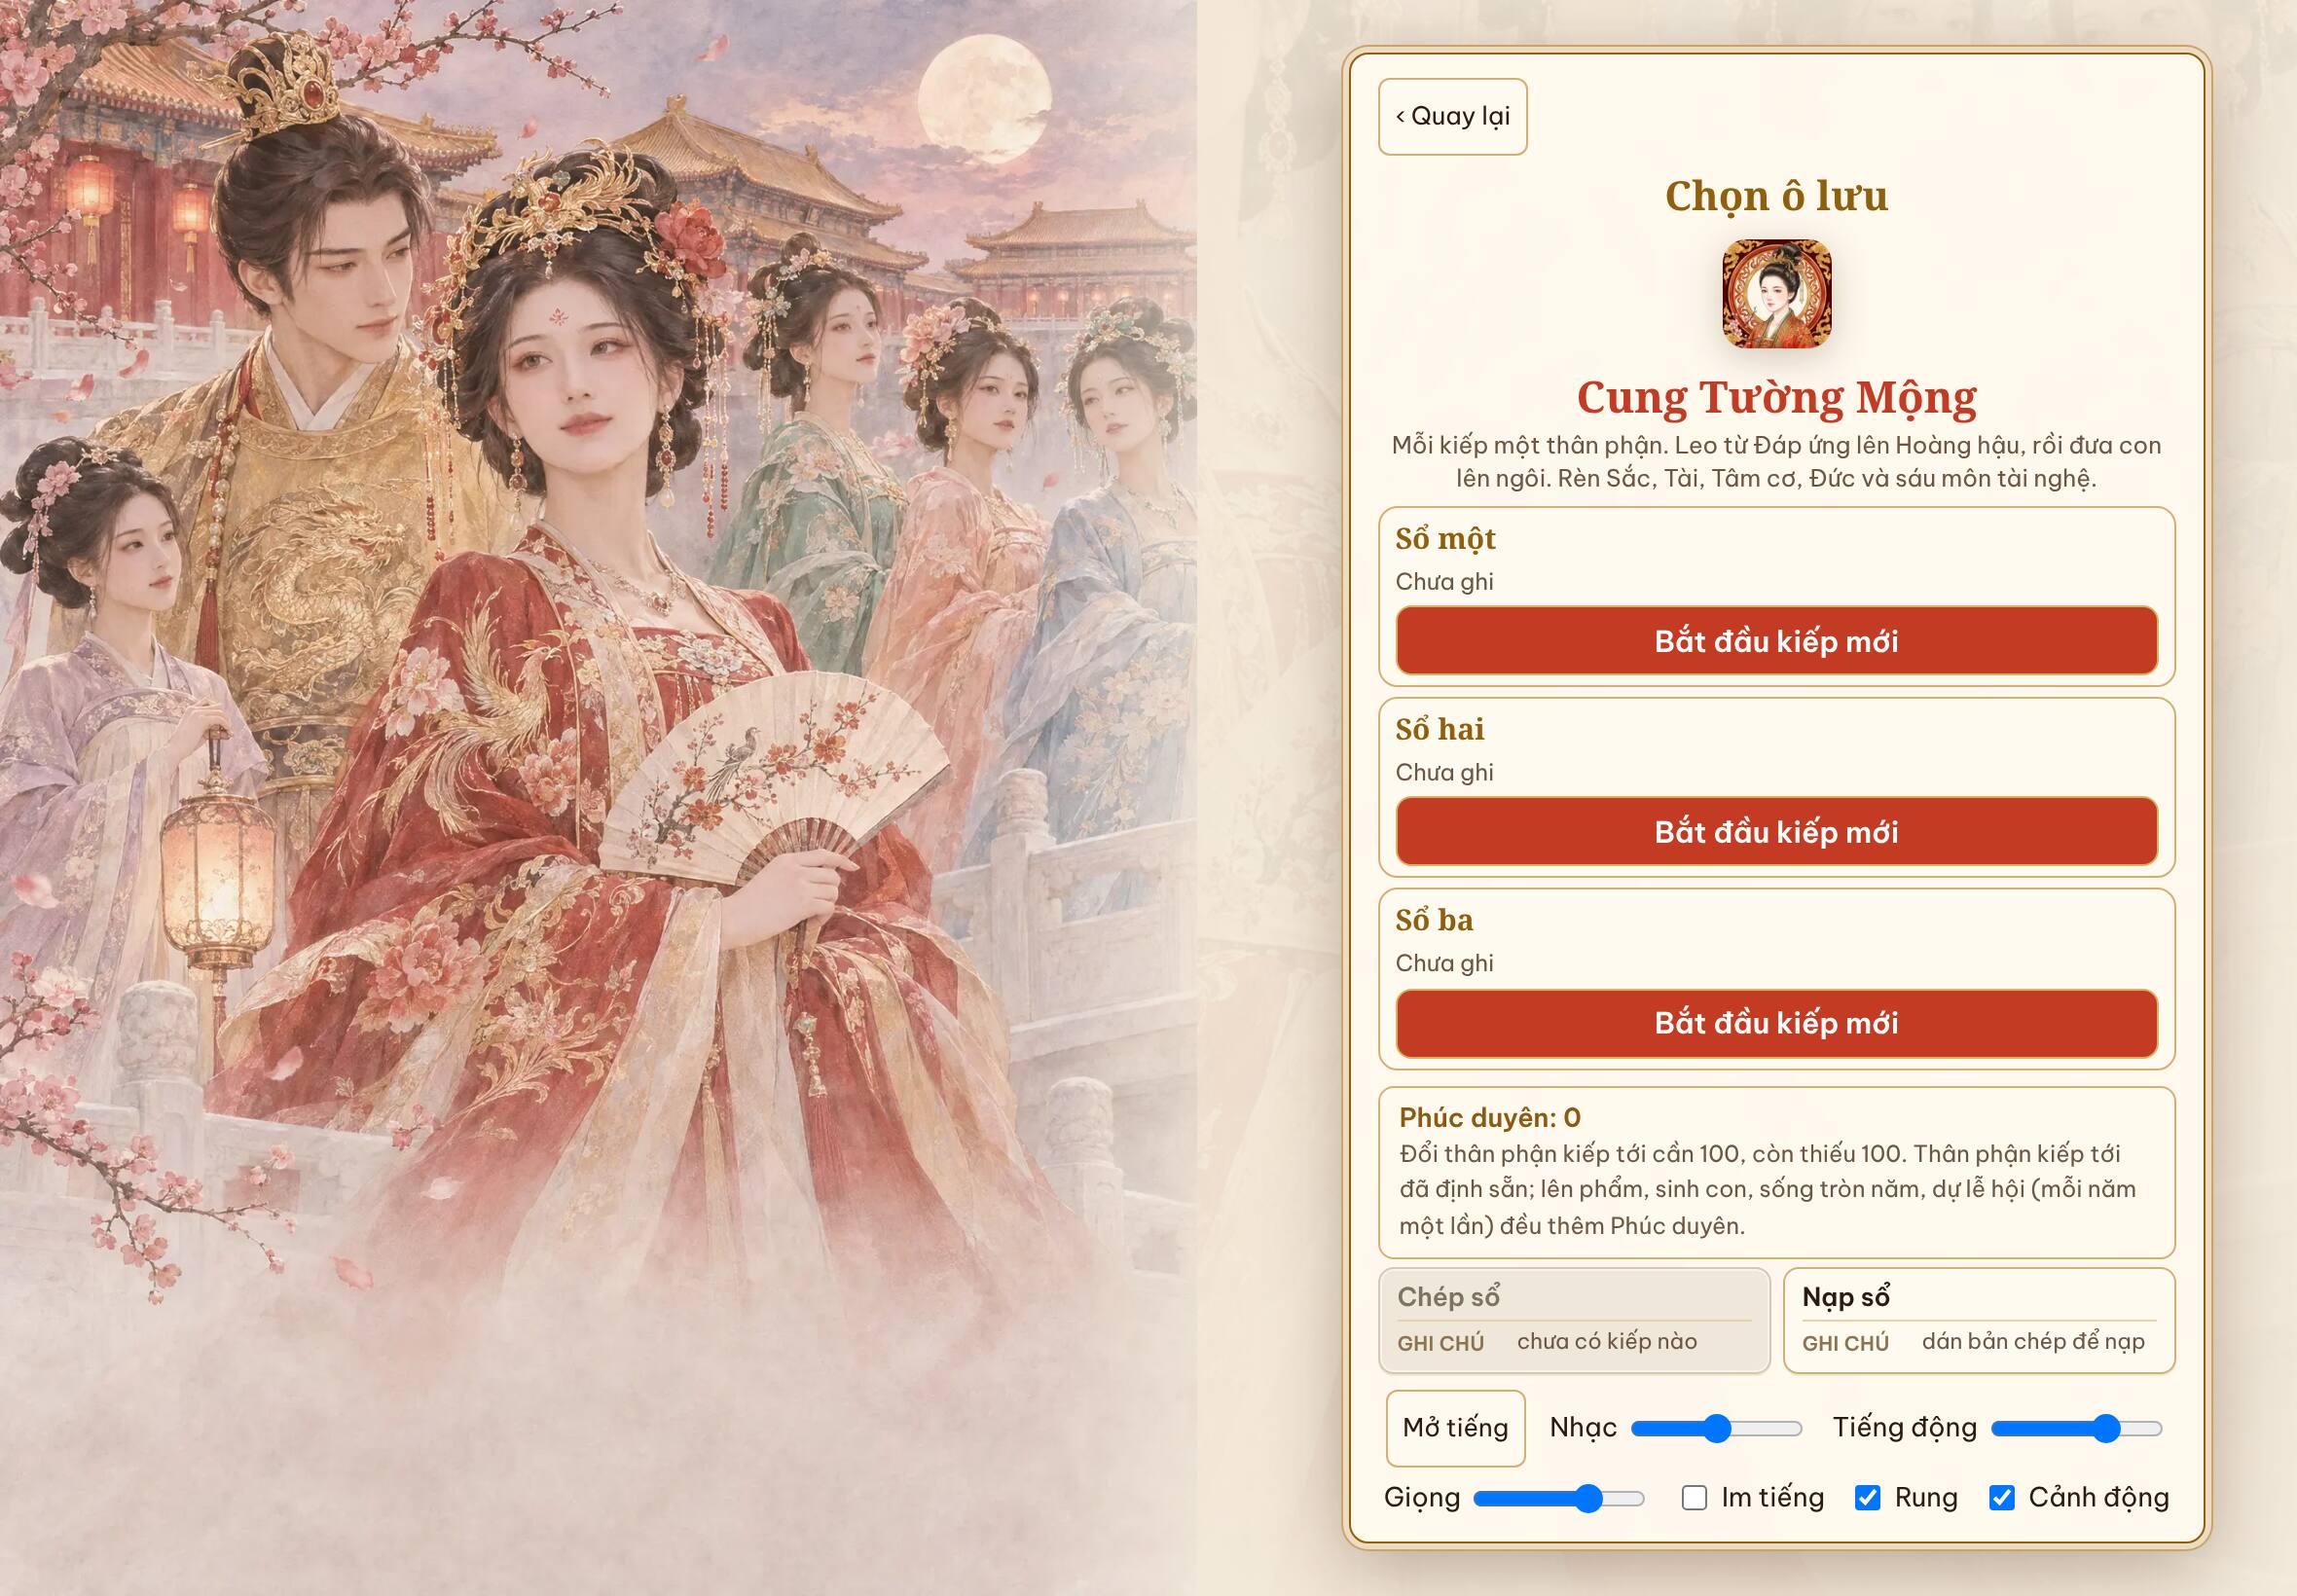 ‹ Quay lại
Chọn ô lưu
Cung Tường Mộng
Mỗi kiếp một thân phận. Leo từ Đáp ứng lên Hoàng hậu, rồi đưa con
lên ngôi. Rèn Sắc, Tài, Tâm cơ, Đức và sáu môn tài nghệ.
Sổ một
Chưa ghi
Bắt đầu kiếp mới
Sổ hai
Chưa ghi
Bắt đầu kiếp mới
Sổ ba
Chưa ghi
Bắt đầu kiếp mới
Phúc duyên: 0
Đổi thân phận kiếp tới cần 100, còn thiếu 100. Thân phận kiếp tới
đã định sẵn; lên phẩm, sinh con, sống tròn năm, dự lễ hội (mỗi năm
một lần) đều thêm Phúc duyên.
Chép sổ
GHI CHÚ chưa có kiếp nào
Nạp sổ
GHI CHÚ dán bản chép để nạp
Mở tiếng Nhạc Tiếng động
Giọng Im tiếng Rung Cảnh động